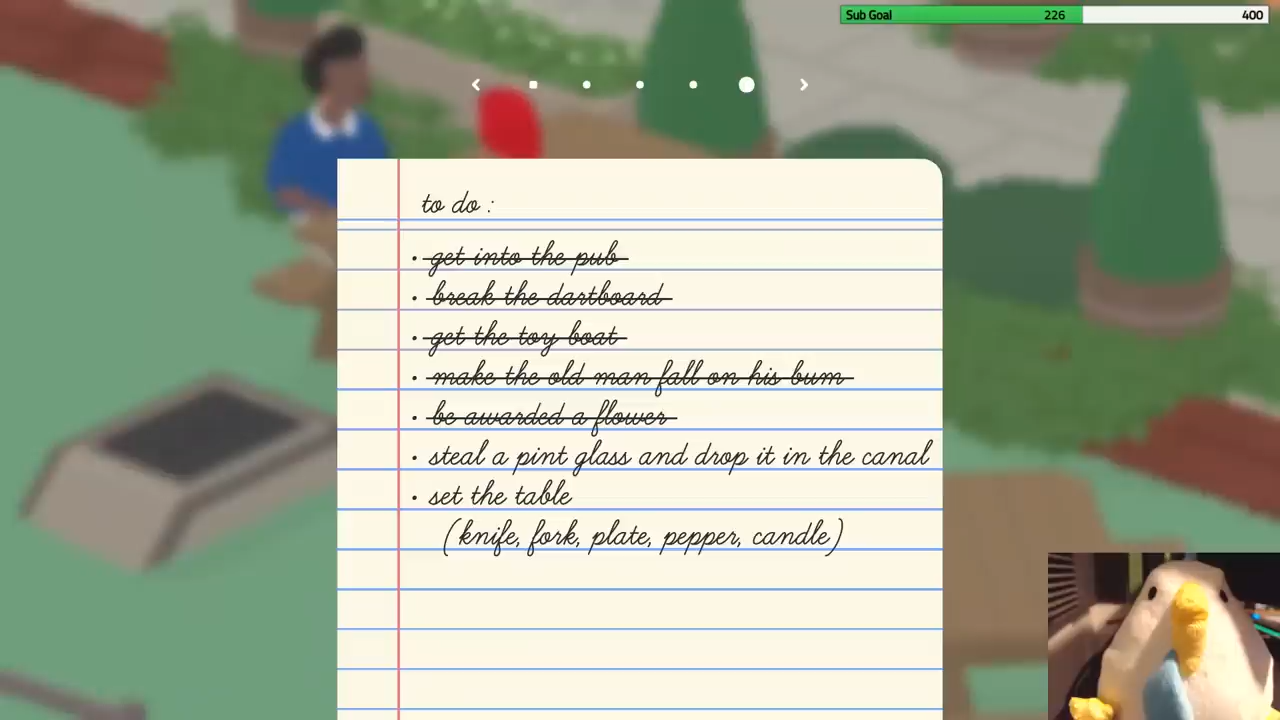 Sub Goal 226 400
to do :
• get into the pub
• break the dartboard
• get the toy boat
• make the old man fall on his bum
• be awarded a flower
• steal a pint glass and drop it in the canal
• set the table
(knife, fork, plate, pepper, candle)